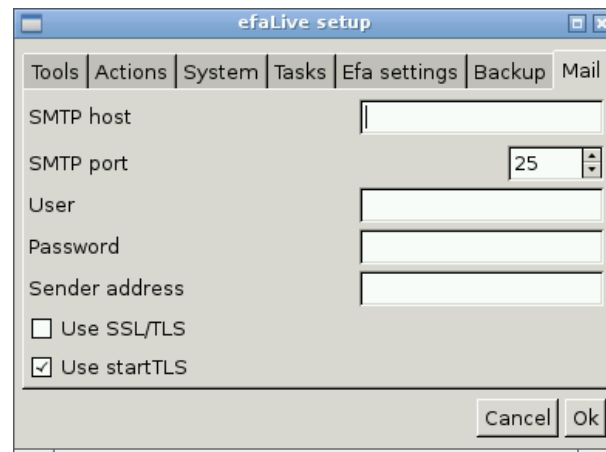 efaLive setup
Tools Actions System Tasks Efa settings Backup Mail
SMTP host
SMTP port 25
User
Password
Sender address
Use SSL/TLS
Use startTLS
Cancel Ok